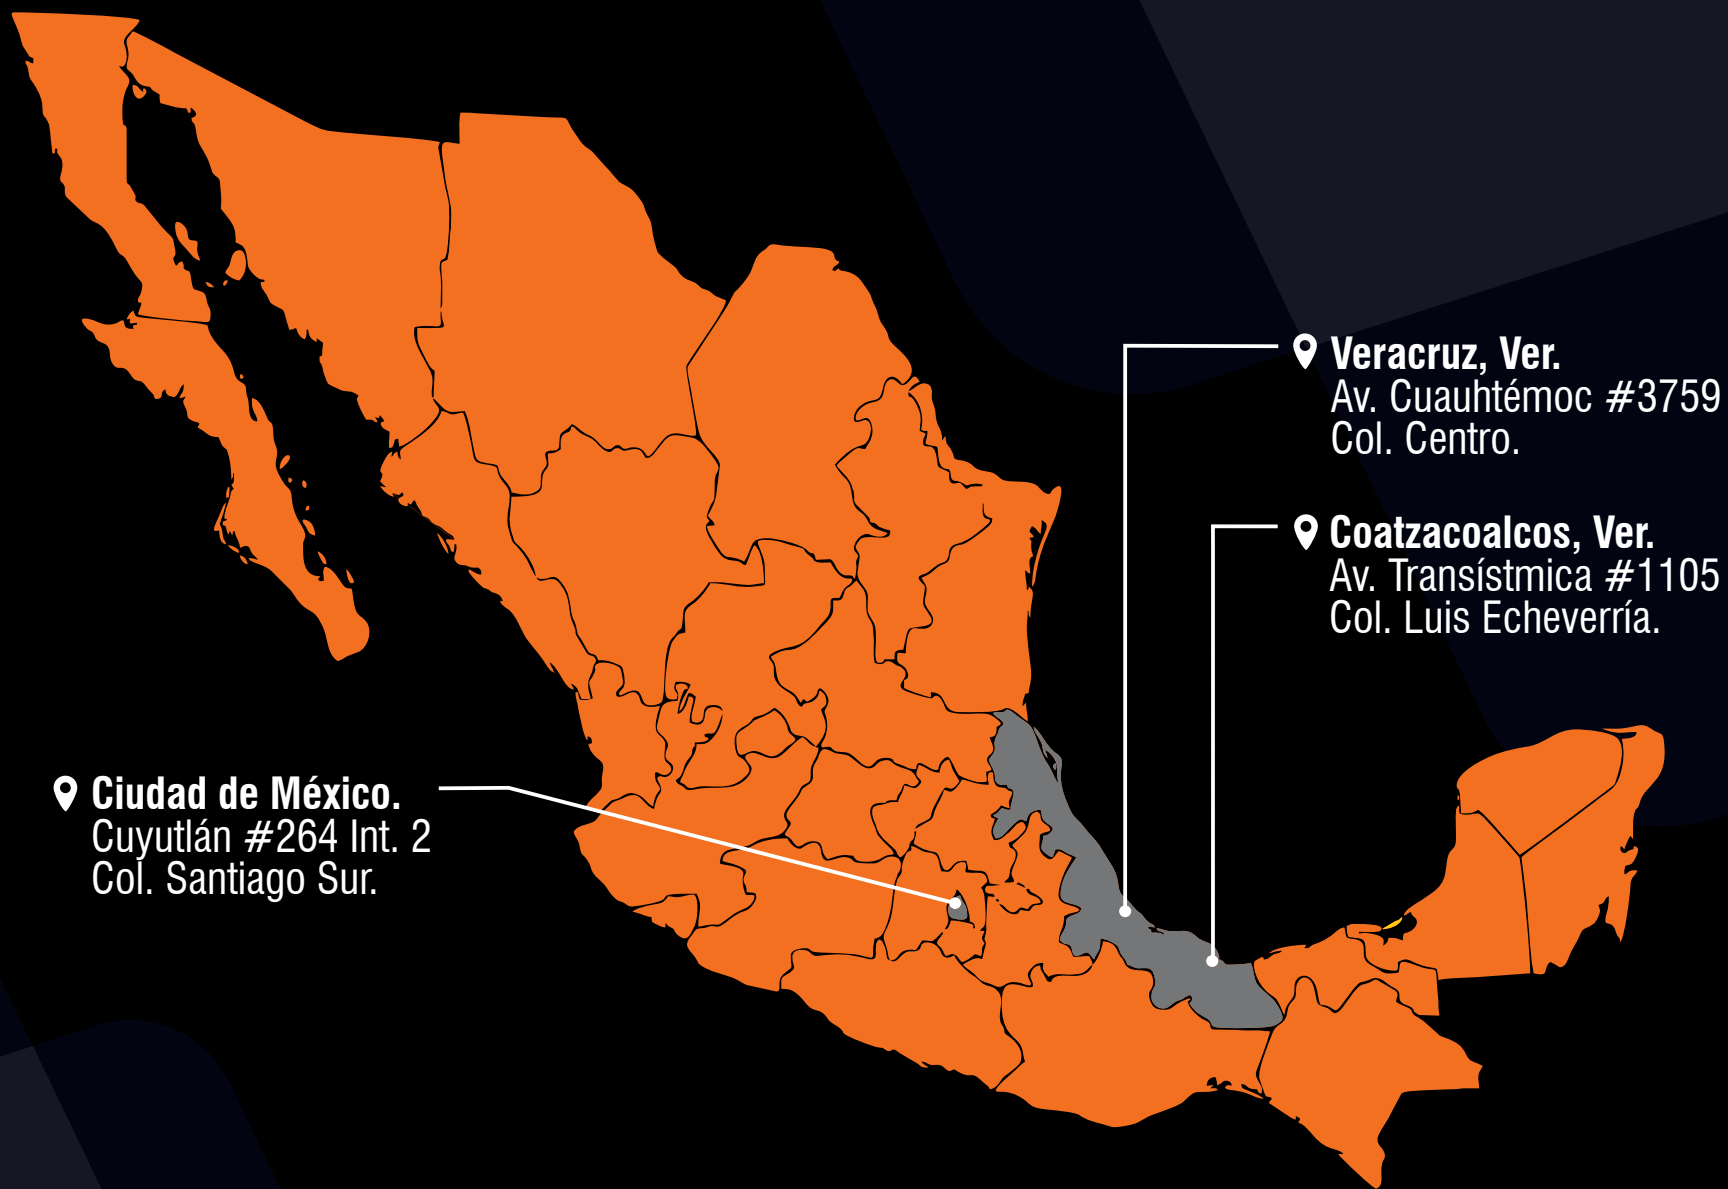 Veracruz, Ver.
Av. Cuauhtémoc #3759
Col. Centro.
Coatzacoalcos, Ver.
Av. Transístmica #1105
Col. Luis Echeverría.
Ciudad de México.
Cuyutlán #264 Int. 2
Col. Santiago Sur.